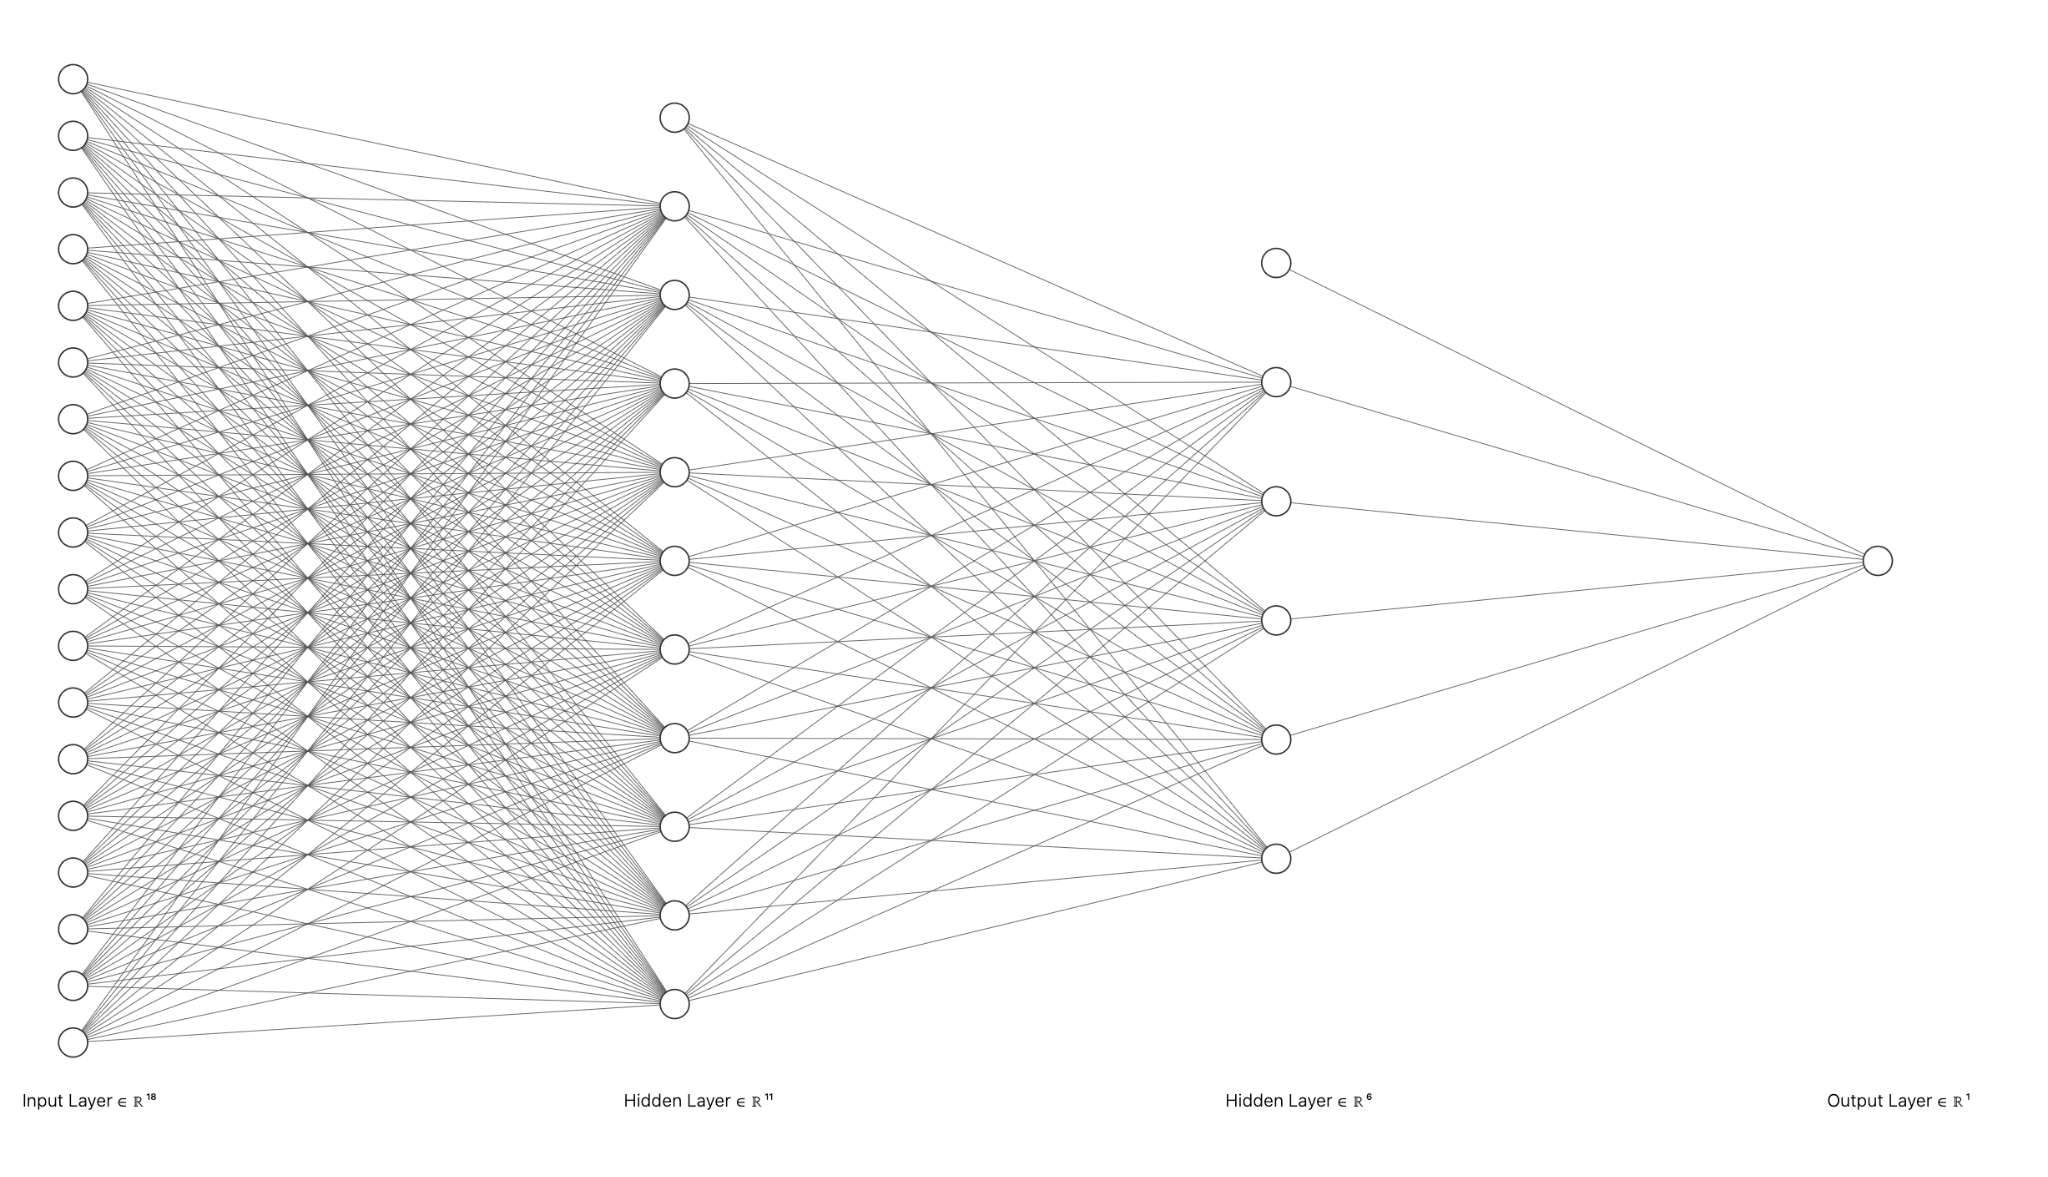 Input Layer ∈ ℝ¹⁸
Hidden Layer ∈ ℝ¹¹
Hidden Layer ∈ ℝ⁶
Output Layer ∈ ℝ¹